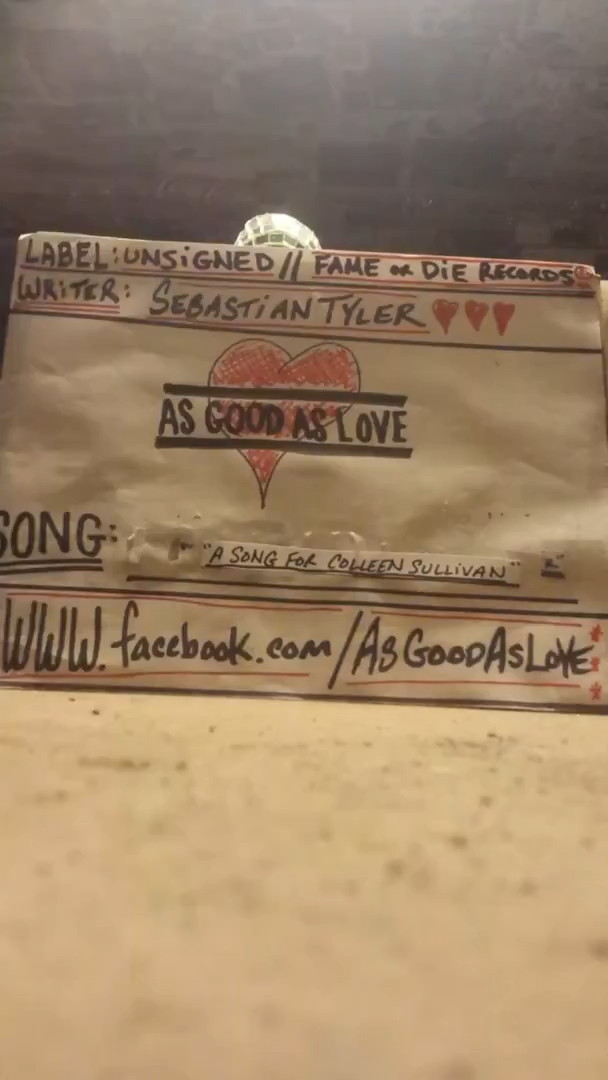 LABEL: UNSIGNED // FAME OR DIE RECORDS
WRITER: SEBASTIAN TYLER
AS GOOD AS LOVE
SONG: "A SONG FOR COLLEEN SULLIVAN"
WWW.facebook.com/AsGoodAsLovE